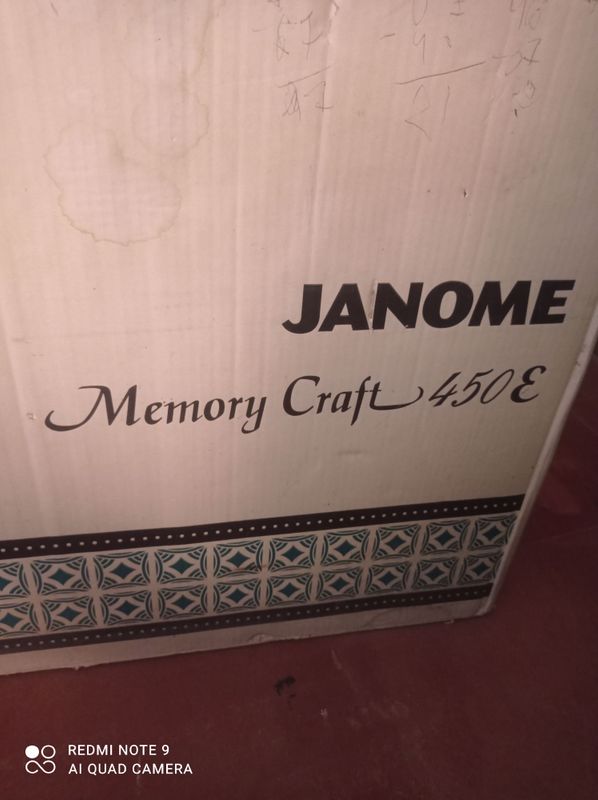 JANOME
Memory Craft 450E
REDMI NOTE 9
AI QUAD CAMERA